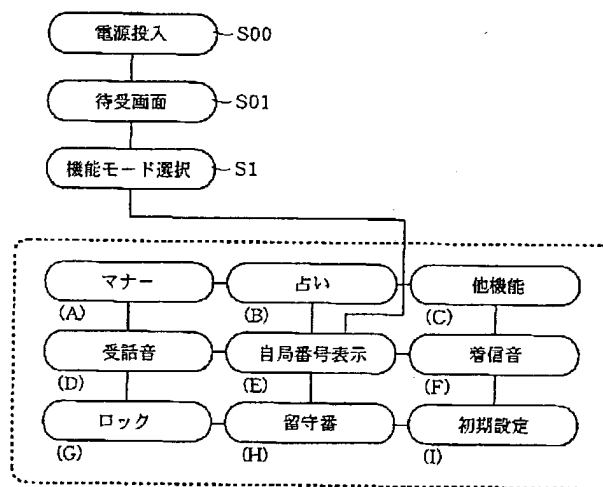 電源投入 S00
待受画面 S01
機能モード選択 S1
マナー 占い 他機能
(A) (B) (C)
受話音 自局番号表示 着信音
(D) (E) (F)
ロック 留守番 初期設定
(G) (H) (I)